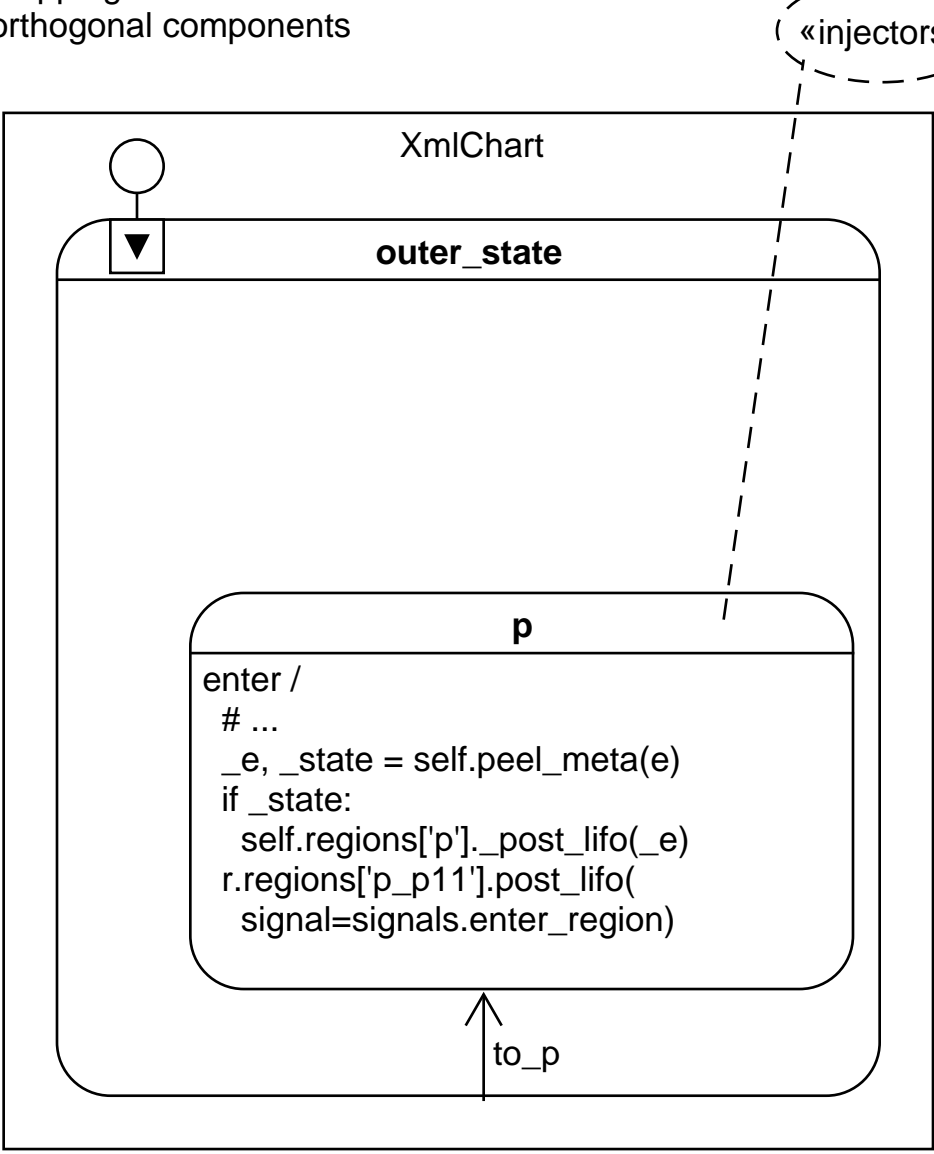 orthogonal components
«injectors
XmlChart
▼
outer_state
p
enter /
# ...
_e, _state = self.peel_meta(e)
if _state:
self.regions['p']._post_lifo(_e)
r.regions['p_p11'].post_lifo(
signal=signals.enter_region)
to_p